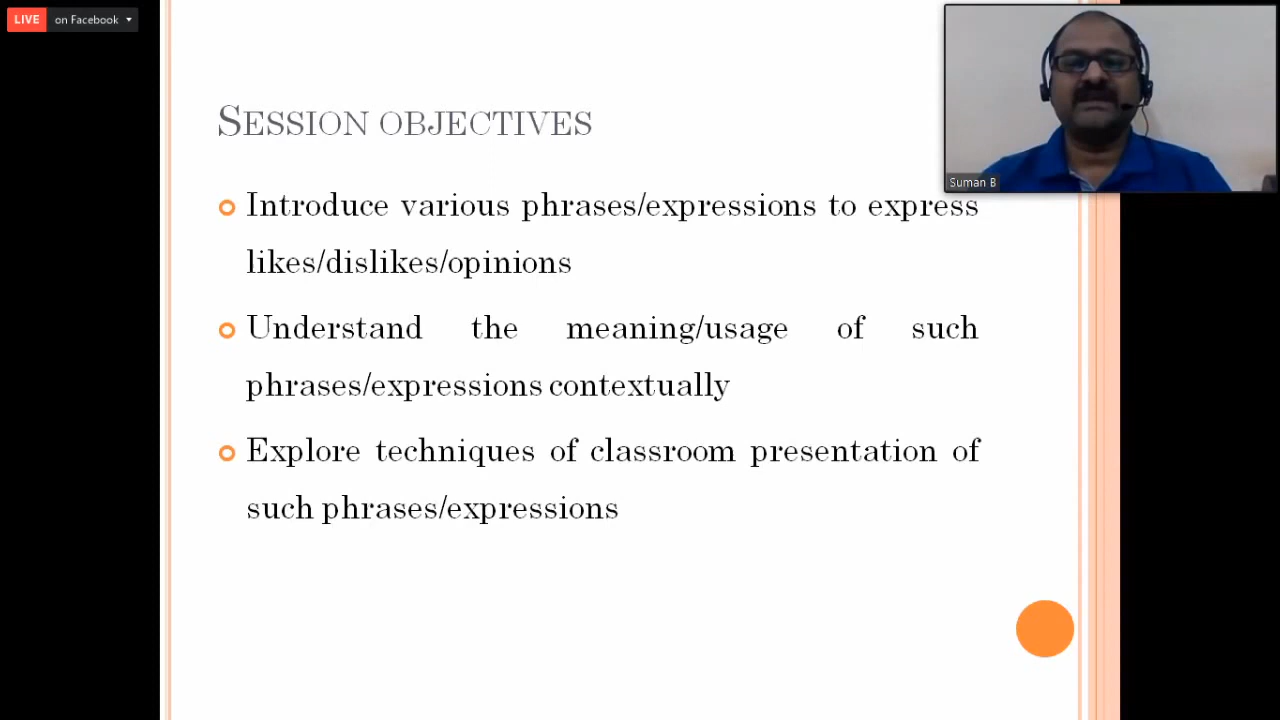 LIVE on Facebook
SESSION OBJECTIVES
Introduce various phrases/expressions to express
likes/dislikes/opinions
Understand the meaning/usage of such
phrases/expressions contextually
Explore techniques of classroom presentation of
such phrases/expressions
Suman B